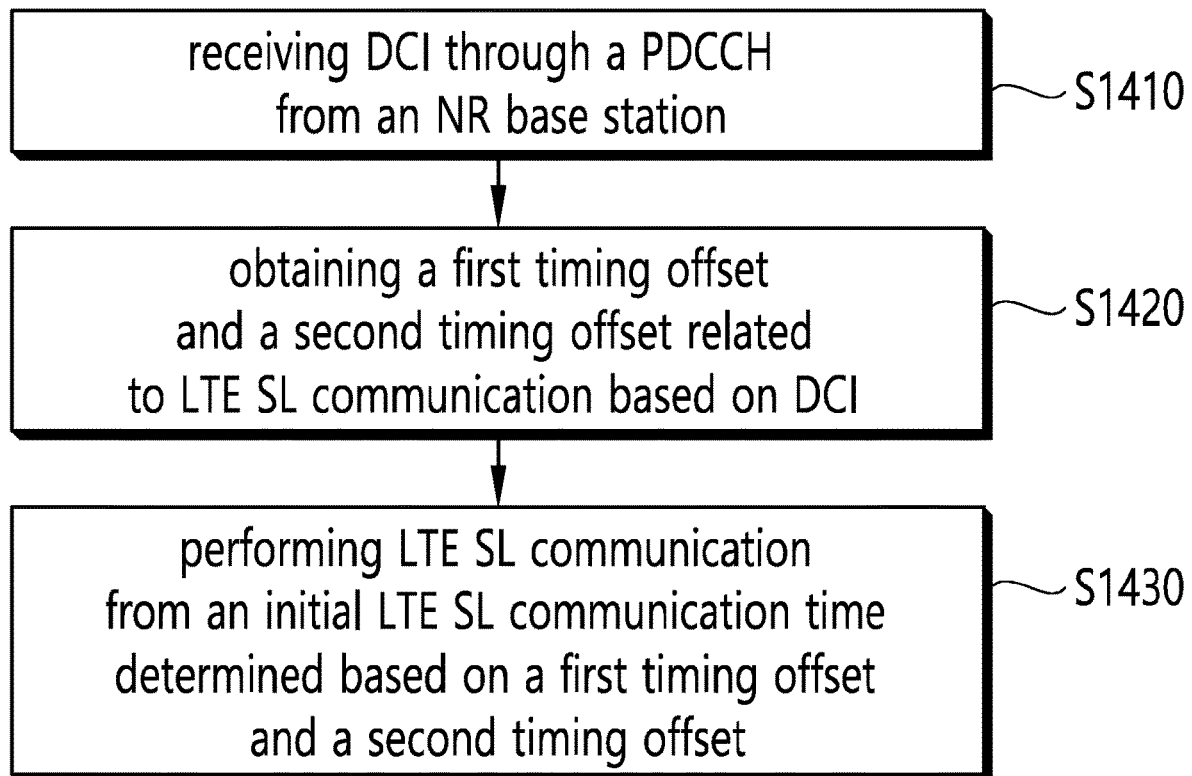 receiving DCI through a PDCCH
from an NR base station
S1410
obtaining a first timing offset
and a second timing offset related
to LTE SL communication based on DCI
S1420
performing LTE SL communication
from an initial LTE SL communication time
determined based on a first timing offset
and a second timing offset
S1430